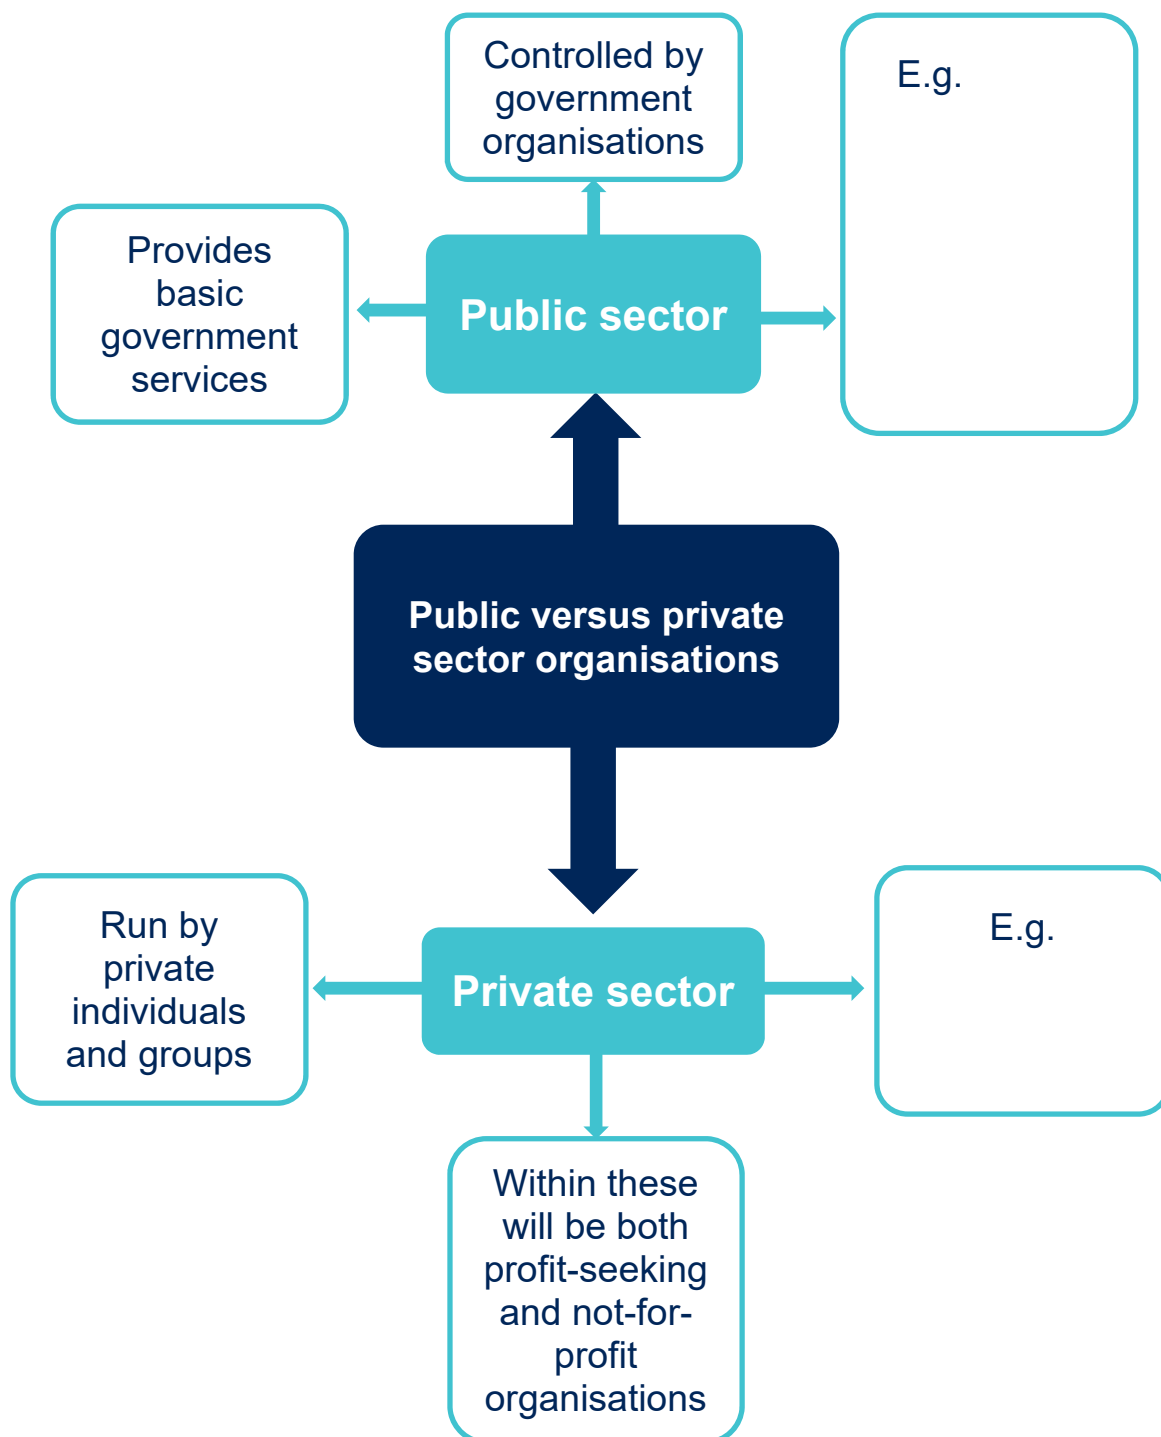 Controlled by
government
organisations
E.g.
Provides
basic
government
services
Public sector
Public versus private
sector organisations
Run by
private
individuals
and groups
Private sector
E.g.
Within these
will be both
profit-seeking
and not-for-
profit
organisations